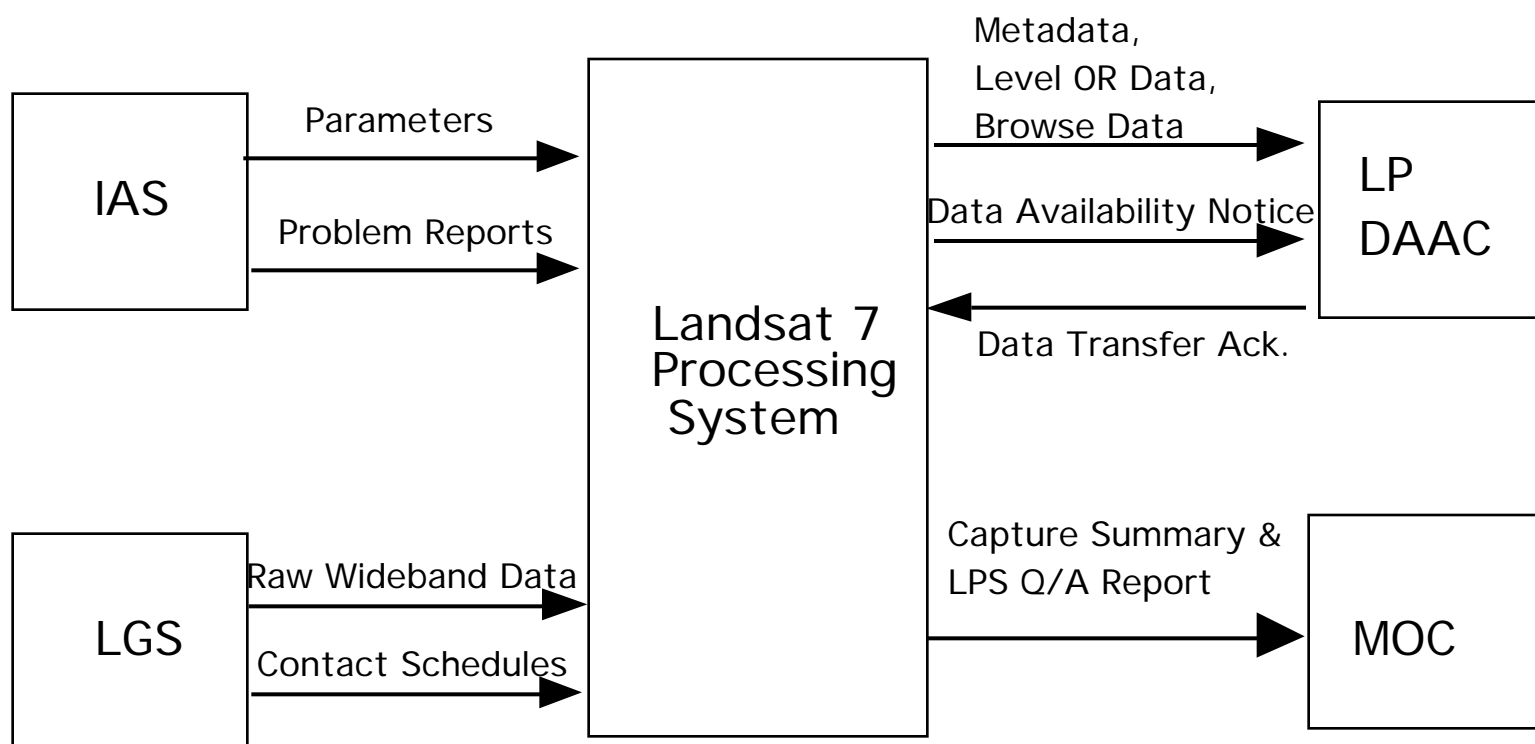 IAS
Parameters
Problem Reports
LGS
Raw Wideband Data
Contact Schedules
Landsat 7
Processing
System
Metadata,
Level 0R Data,
Browse Data
Data Availability Notice
Data Transfer Ack.
LP
DAAC
Capture Summary &
LPS Q/A Report
MOC